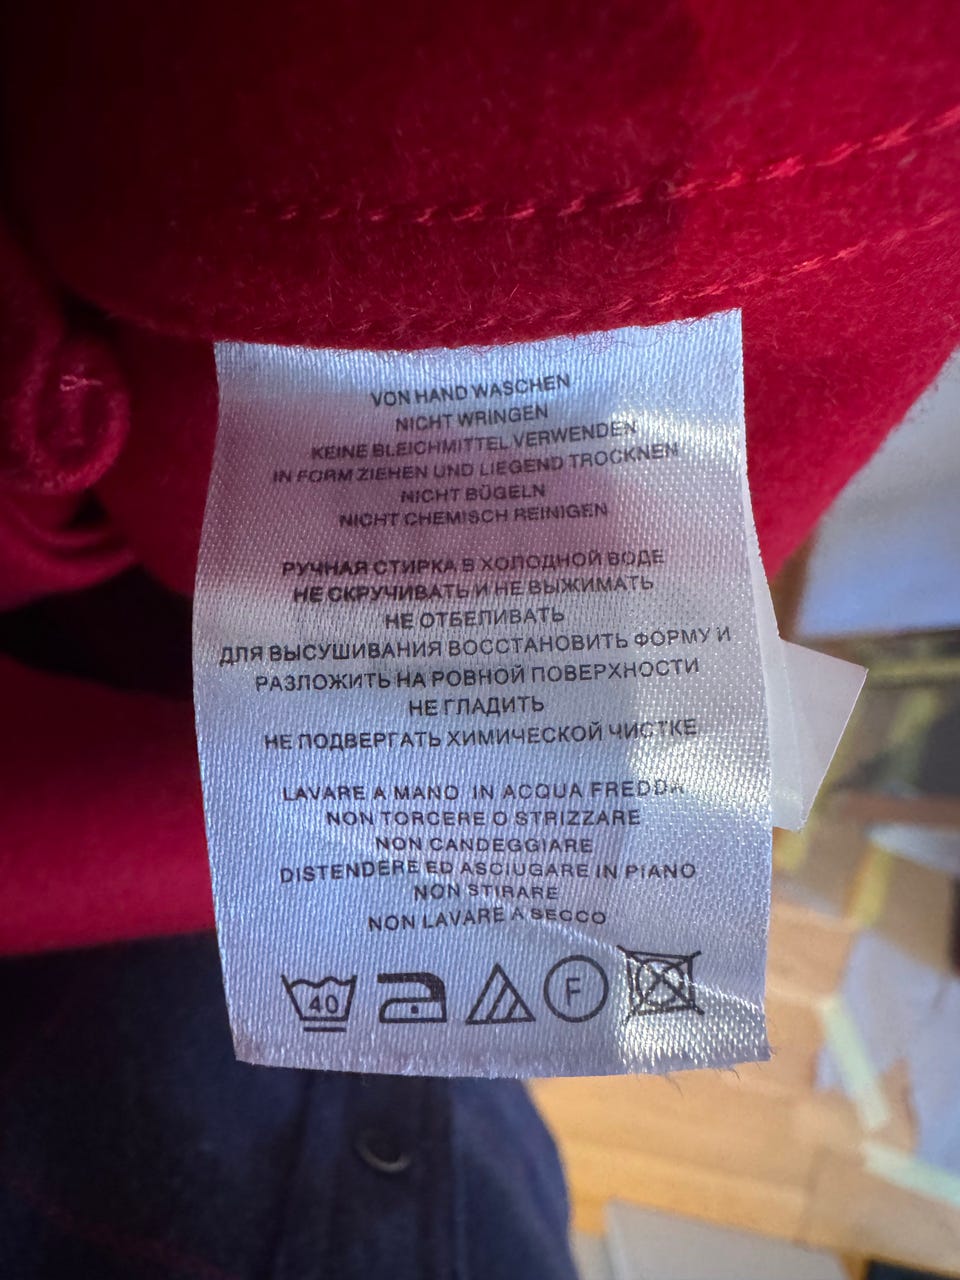 VON HAND WASCHEN
NICHT WRINGEN
KEINE BLEICHMITTEL VERWENDEN
IN FORM ZIEHEN UND LIEGEND TROCKNEN
NICHT BÜGELN
NICHT CHEMISCH REINIGEN
РУЧНАЯ СТИРКА В ХОЛОДНОЙ ВОДЕ
НЕ СКРУЧИВАТЬ И НЕ ВЫЖИМАТЬ
НЕ ОТБЕЛИВАТЬ
ДЛЯ ВЫСУШИВАНИЯ ВОССТАНОВИТЬ ФОРМУ И
РАЗЛОЖИТЬ НА РОВНОЙ ПОВЕРХНОСТИ
НЕ ГЛАДИТЬ
НЕ ПОДВЕРГАТЬ ХИМИЧЕСКОЙ ЧИСТКЕ
LAVARE A MANO IN ACQUA FREDDA
NON TORCERE O STRIZZARE
NON CANDEGGIARE
DISTENDERE ED ASCIUGARE IN PIANO
NON STIRARE
NON LAVARE A SECCO
40 F